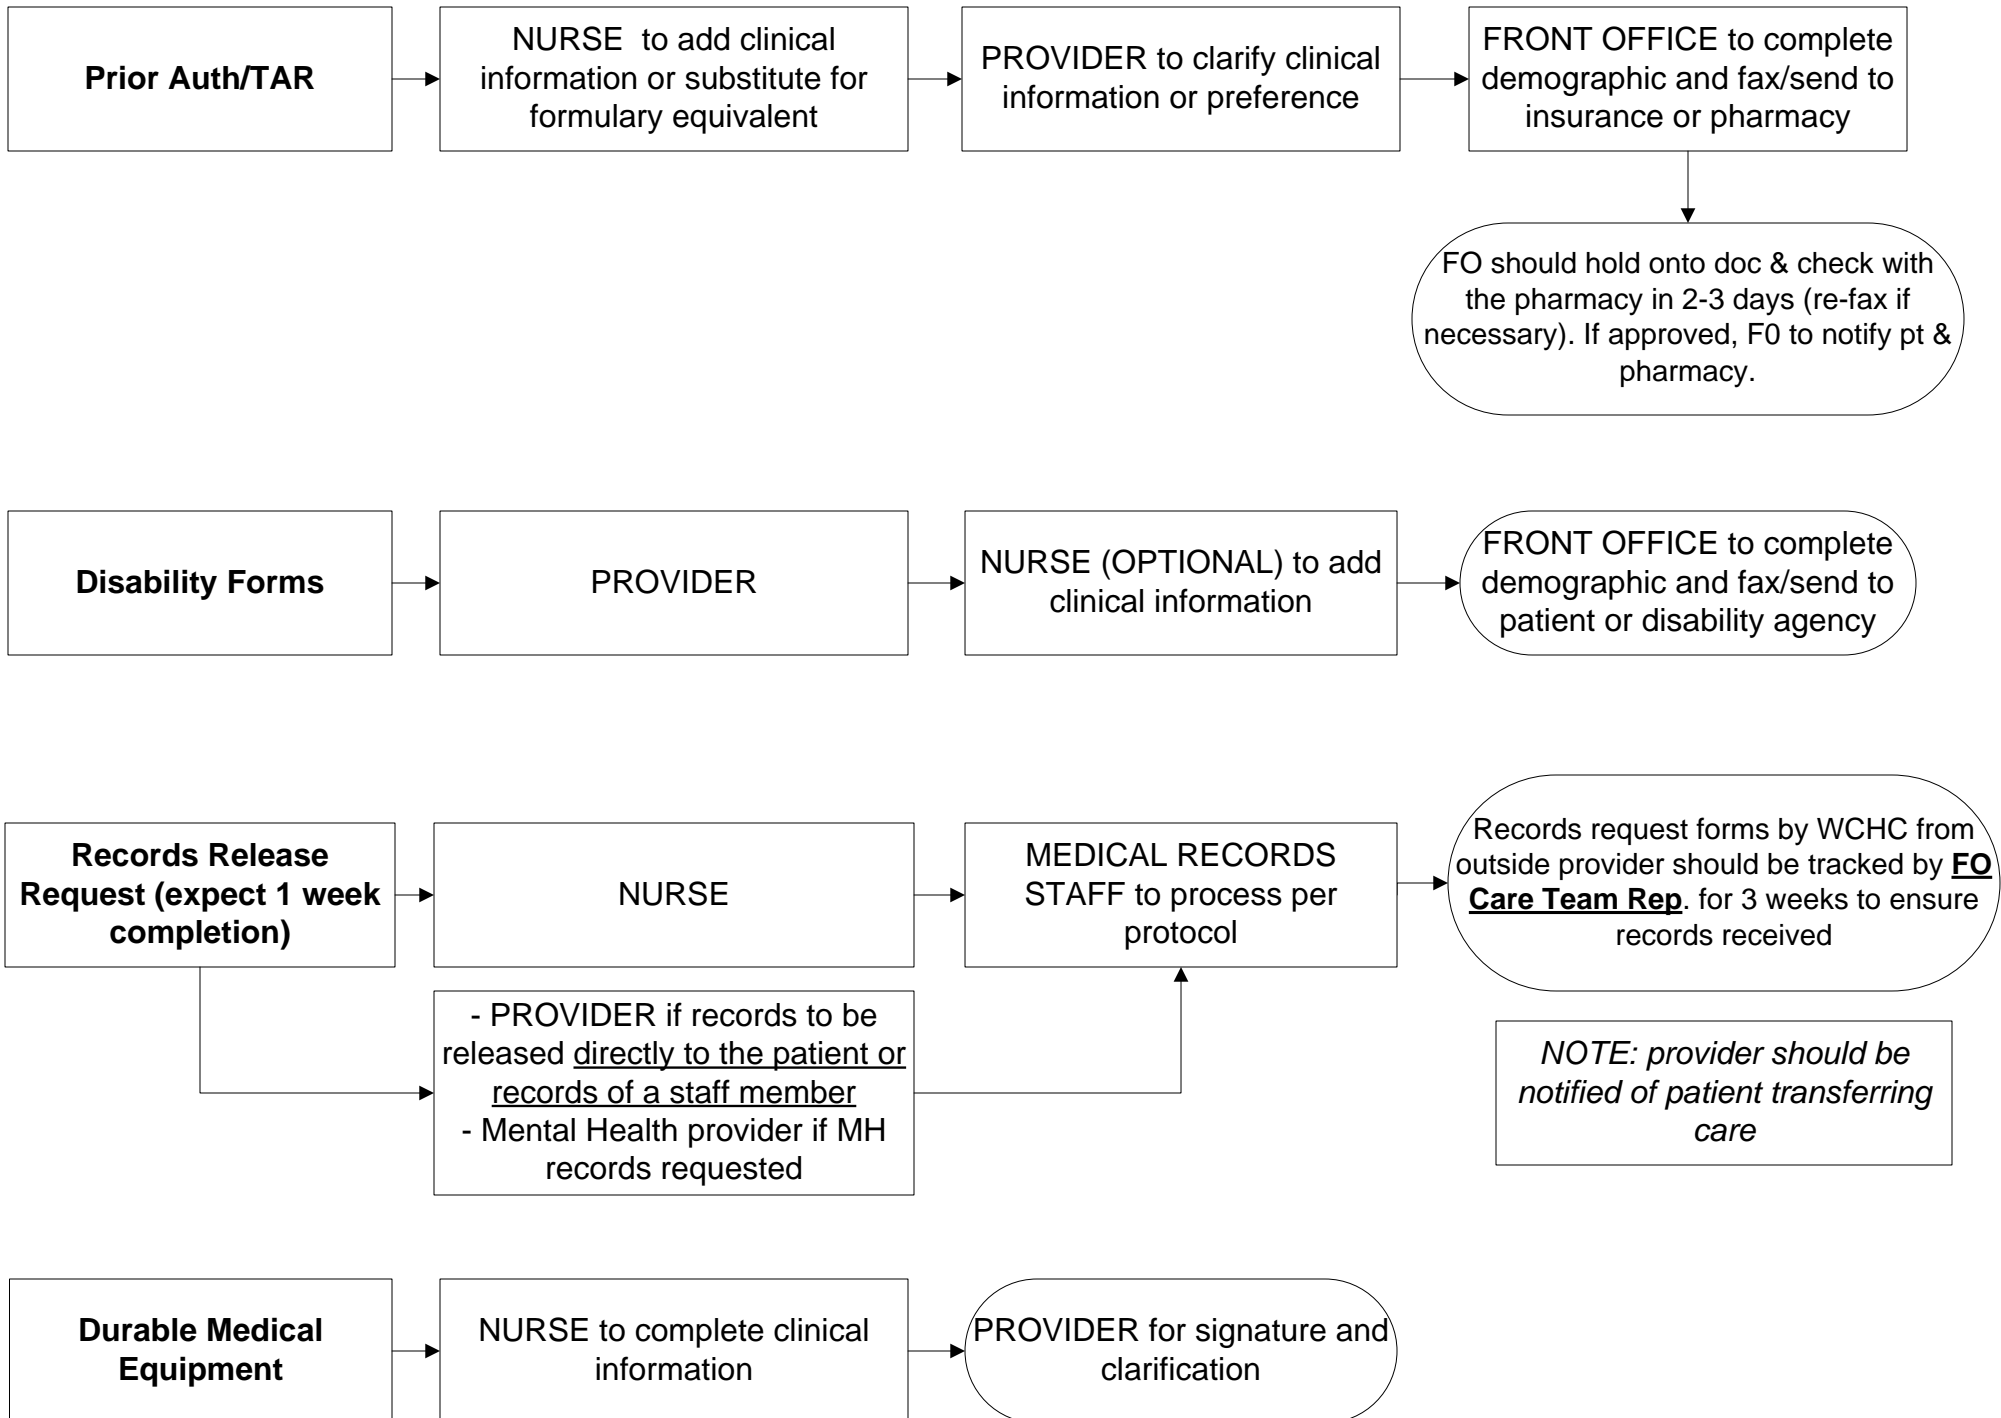 Prior Auth/TAR
NURSE to add clinical
information or substitute for
formulary equivalent
PROVIDER to clarify clinical
information or preference
FRONT OFFICE to complete
demographic and fax/send to
insurance or pharmacy
FO should hold onto doc & check with
the pharmacy in 2-3 days (re-fax if
necessary). If approved, F0 to notify pt &
pharmacy.
Disability Forms
PROVIDER
NURSE (OPTIONAL) to add
clinical information
FRONT OFFICE to complete
demographic and fax/send to
patient or disability agency
Records Release
Request (expect 1 week
completion)
NURSE
MEDICAL RECORDS
STAFF to process per
protocol
Records request forms by WCHC from
outside provider should be tracked by FO
Care Team Rep. for 3 weeks to ensure
records received
- PROVIDER if records to be
released directly to the patient or
records of a staff member
- Mental Health provider if MH
records requested
NOTE: provider should be
notified of patient transferring
care
Durable Medical
Equipment
NURSE to complete clinical
information
PROVIDER for signature and
clarification